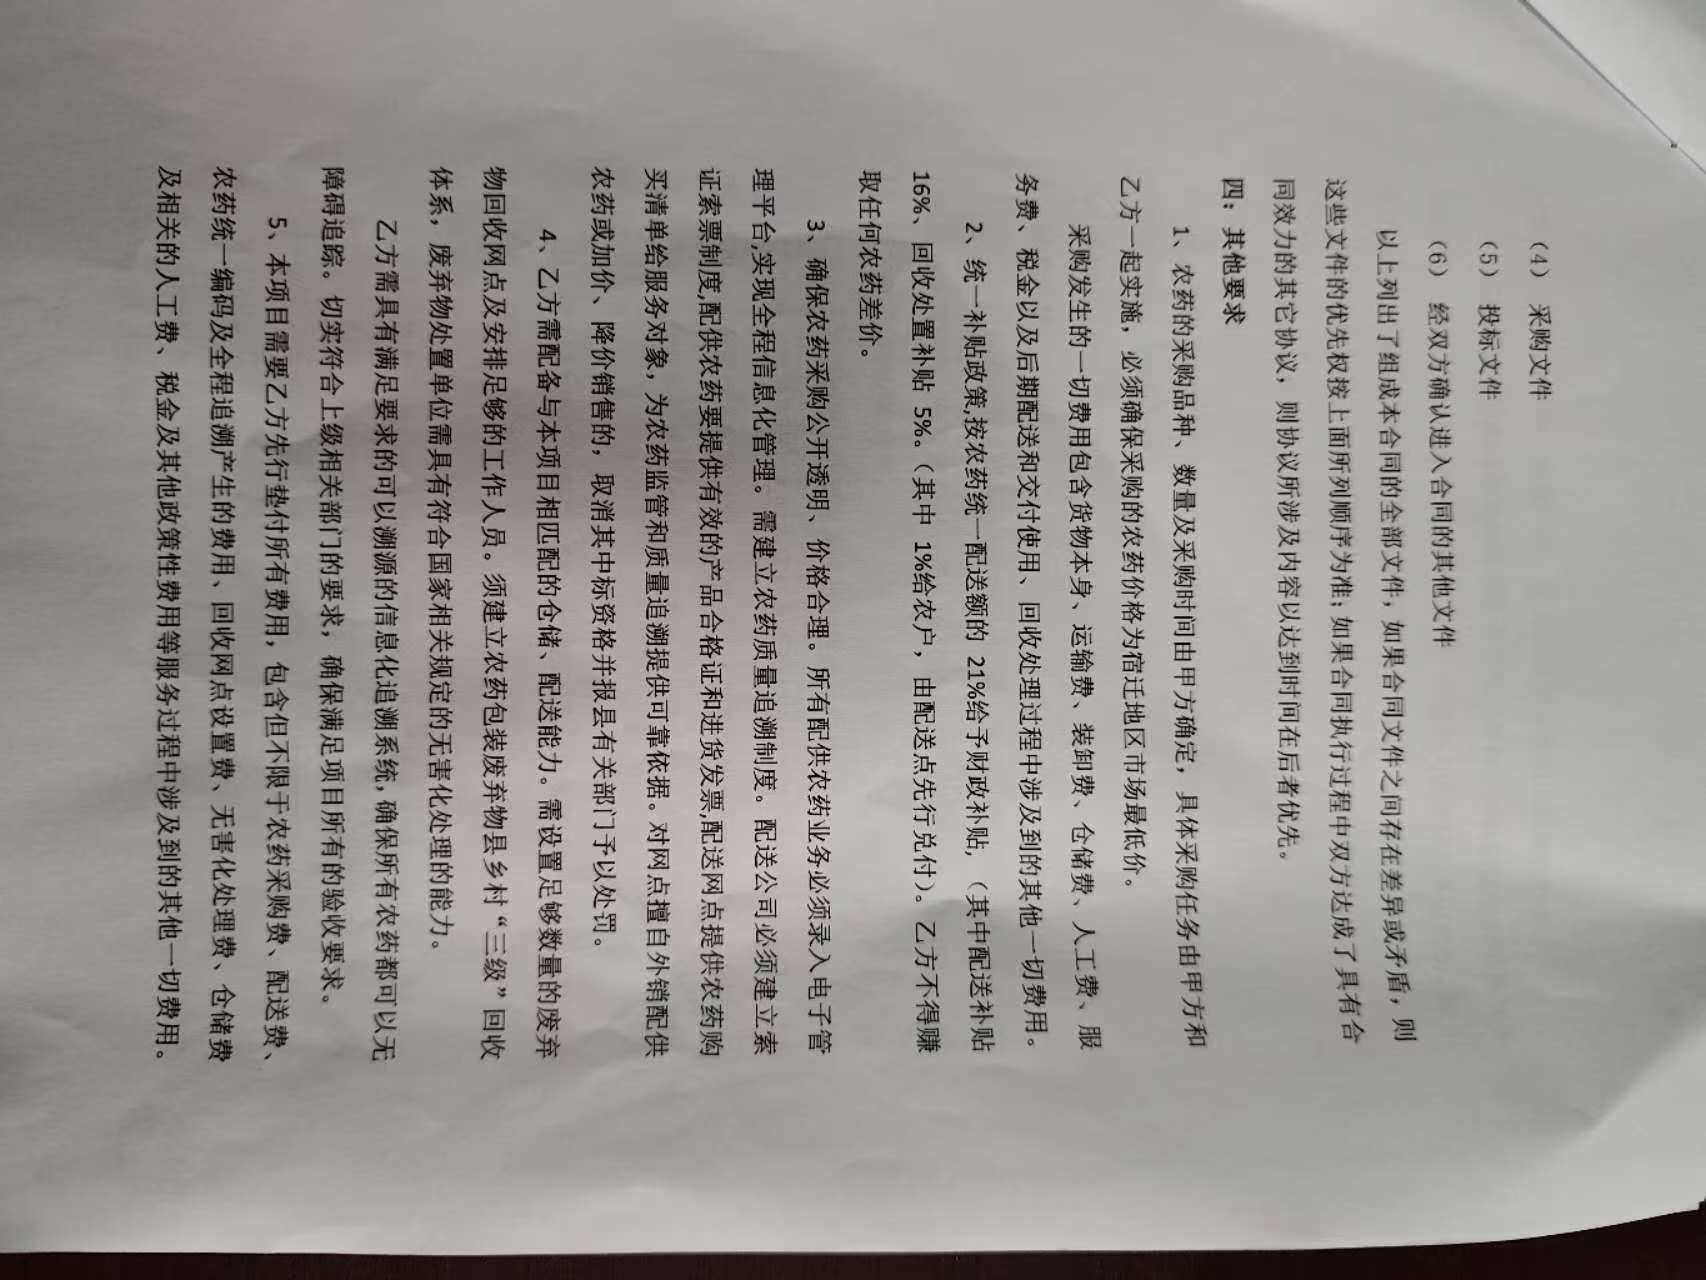 （4） 采购文件
（5） 投标文件
（6） 经双方确认进入合同的其他文件
以上列出了组成本合同的全部文件，如果合同文件之间存在差异或矛盾，则
这些文件的优先权按上面所列顺序为准；如果合同执行过程中双方达成了具有合
同效力的其它协议，则协议所涉及内容以达到时间在后者优先。
四：其他要求
1、农药的采购品种、数量及采购时间由甲方确定，具体采购任务由甲方和
乙方一起实施，必须确保采购的农药价格为宿迁地区市场最低价。
采购发生的一切费用包含货物本身、运输费、装卸费、仓储费、人工费、服
务费、税金以及后期配送和交付使用、回收处理过程中涉及到的其他一切费用。
2、统一补贴政策,按农药统一配送额的 21%给予财政补贴,（其中配送补贴
16%、回收处置补贴 5%。（其中 1%给农户，由配送点先行兑付）。乙方不得赚
取任何农药差价。
3、确保农药采购公开透明、价格合理。所有配供农药业务必须录入电子管
理平台,实现全程信息化管理。需建立农药质量追溯制度。配送公司必须建立索
证索票制度,配供农药要提供有效的产品合格证和进货发票,配送网点提供农药购
买清单给服务对象，为农药监管和质量追溯提供可靠依据。对网点擅自外销配供
农药或加价、降价销售的，取消其中标资格并报县有关部门予以处罚。
4、乙方需配备与本项目相匹配的仓储、配送能力。需设置足够数量的废弃
物回收网点及安排足够的工作人员。须建立农药包装废弃物县乡村“三级”回收
体系，废弃物处置单位需具有符合国家相关规定的无害化处理的能力。
乙方需具有满足要求的可以溯源的信息化追溯系统,确保所有农药都可以无
障碍追踪。切实符合上级相关部门的要求，确保满足项目所有的验收要求。
5、本项目需要乙方先行垫付所有费用，包含但不限于农药采购费、配送费、
农药统一编码及全程追溯产生的费用、回收网点设置费、无害化处理费、仓储费
及相关的人工费、税金及其他政策性费用等服务过程中涉及到的其他一切费用。